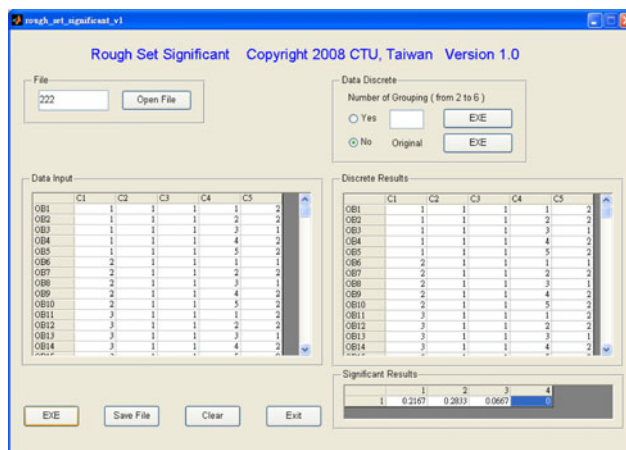 rough_set_significant_v1
Rough Set Significant Copyright 2008 CTU, Taiwan Version 1.0
File
222
Open File
Data Discrete
Number of Grouping ( from 2 to 6 )
Yes
EXE
No
Original
EXE
Data Input
C1 C2 C3 C4 C5
OB1 1 1 1 1 2
OB2 1 1 1 2 2
OB3 1 1 1 3 1
OB4 1 1 1 4 2
OB5 1 1 1 5 2
OB6 2 1 1 1 1
OB7 2 1 1 2 2
OB8 2 1 1 3 1
OB9 2 1 1 4 2
OB10 2 1 1 5 2
OB11 3 1 1 1 2
OB12 3 1 1 2 2
OB13 3 1 1 3 1
OB14 3 1 1 4 2
Discrete Results
C1 C2 C3 C4 C5
OB1 1 1 1 1 2
OB2 1 1 1 2 2
OB3 1 1 1 3 1
OB4 1 1 1 4 2
OB5 1 1 1 5 2
OB6 2 1 1 1 1
OB7 2 1 1 2 2
OB8 2 1 1 3 1
OB9 2 1 1 4 2
OB10 2 1 1 5 2
OB11 3 1 1 1 2
OB12 3 1 1 2 2
OB13 3 1 1 3 1
OB14 3 1 1 4 2
Significant Results
1 2 3 4
1 0.2167 0.2833 0.0667 0
EXE
Save File
Clear
Exit